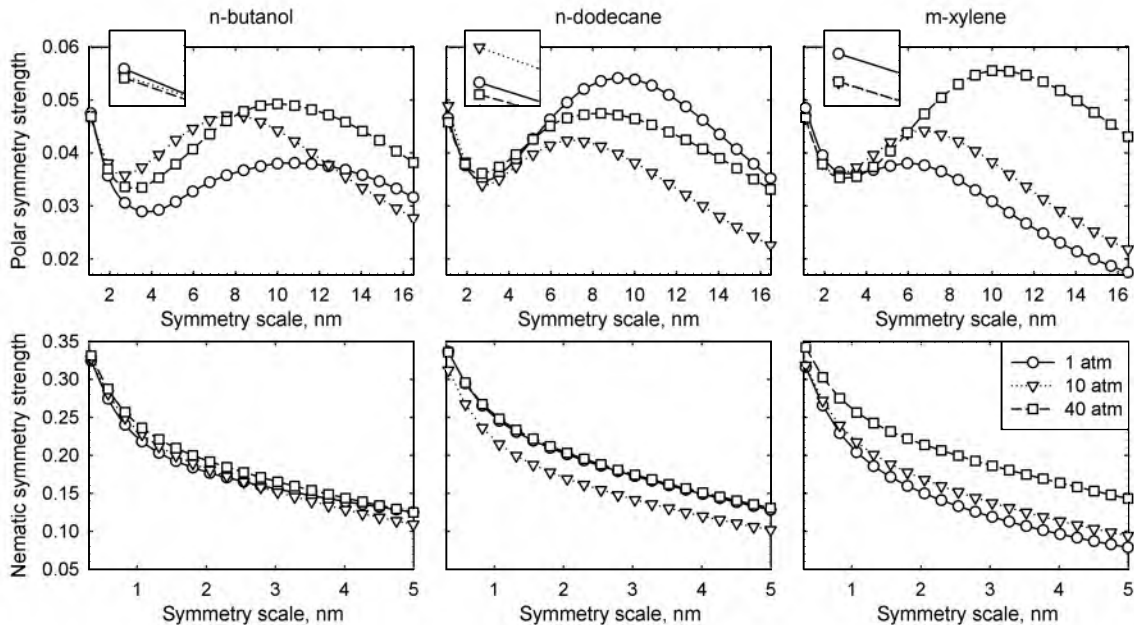 n-butanol
n-dodecane
m-xylene
Polar symmetry strength
0.06
0.05
0.04
0.03
0.02
2 4 6 8 10 12 14 16
2 4 6 8 10 12 14 16
2 4 6 8 10 12 14 16
Symmetry scale, nm
Symmetry scale, nm
Symmetry scale, nm
Nematic symmetry strength
0.35
0.30
0.25
0.20
0.15
0.10
0.05
1 atm
10 atm
40 atm
1 2 3 4 5
1 2 3 4 5
1 2 3 4 5
Symmetry scale, nm
Symmetry scale, nm
Symmetry scale, nm